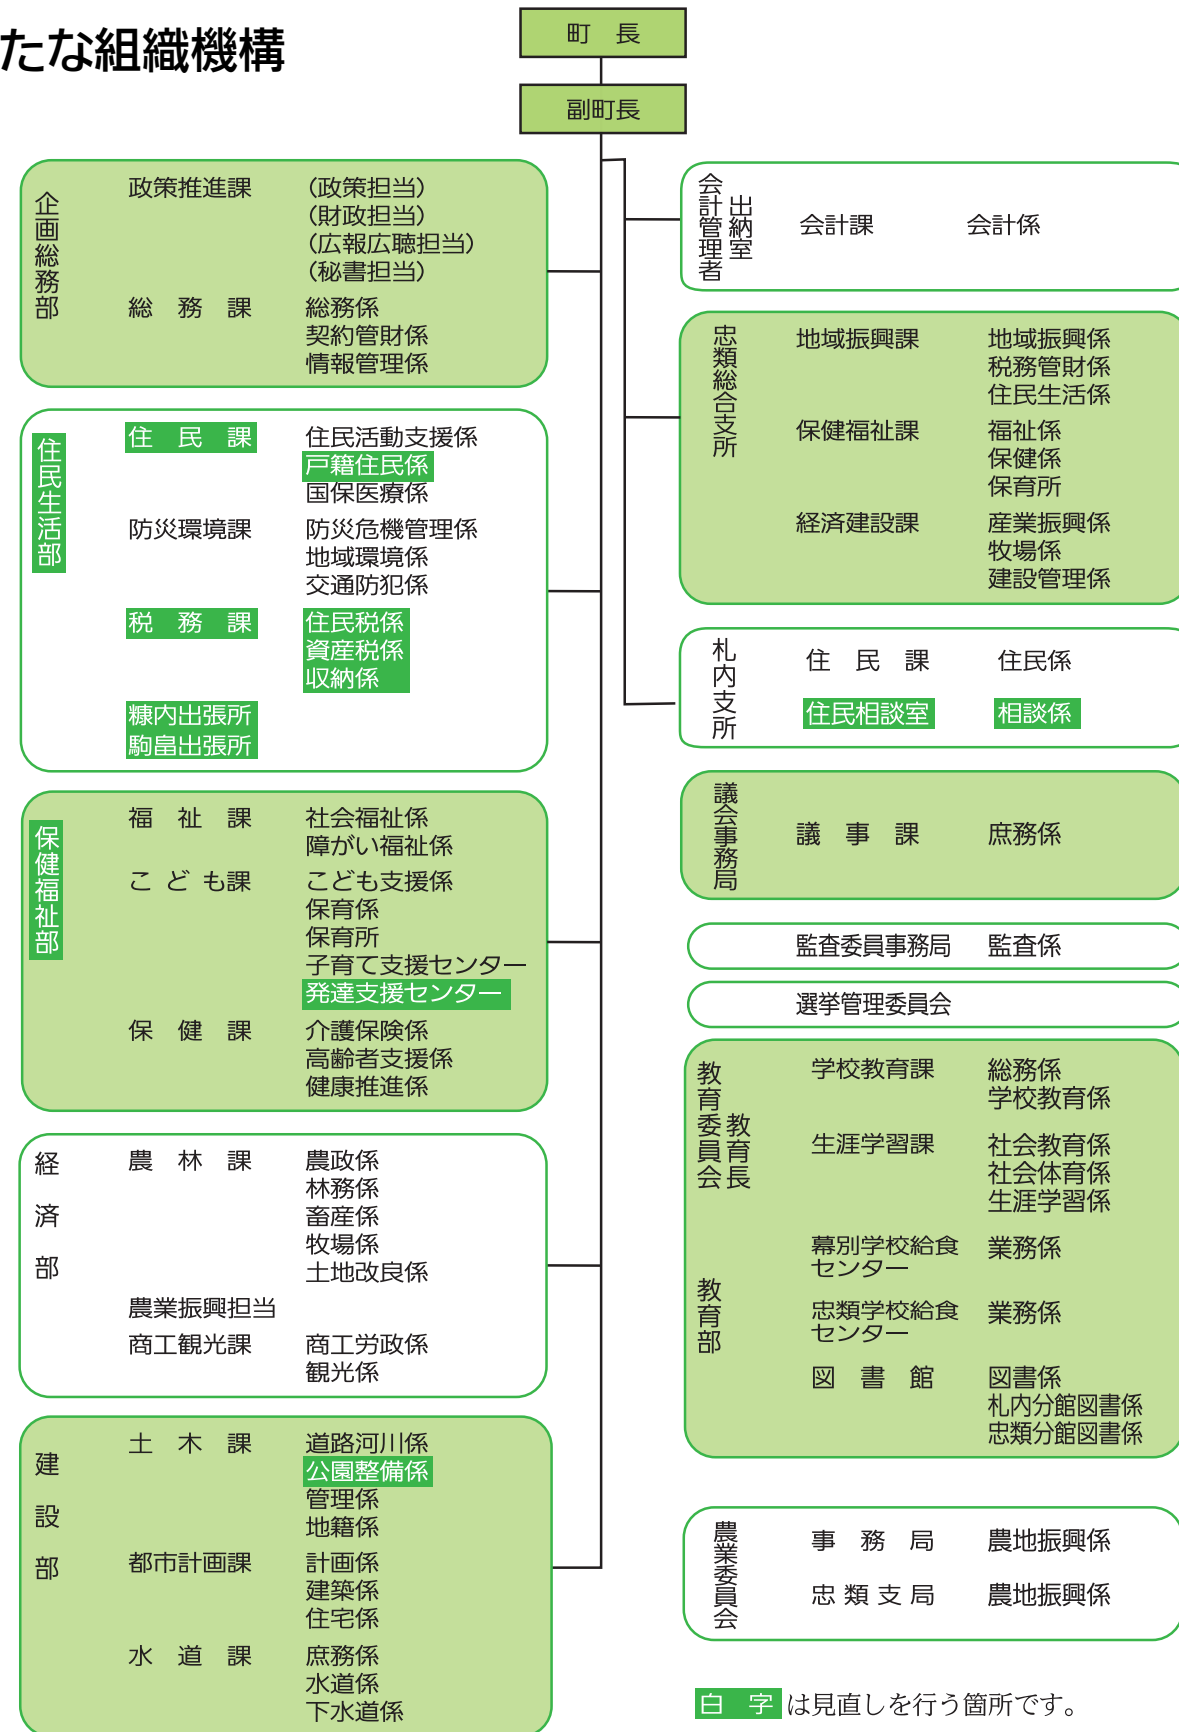 たな組織機構
町　長
副町長
企画総務部
政策推進課　（政策担当）
（財政担当）
（広報広聴担当）
（秘書担当）
総　務　課　総務係
契約管財係
情報管理係
住民生活部
住　民　課　住民活動支援係
戸籍住民係
国保医療係
防災環境課　防災危機管理係
地域環境係
交通防犯係
税　務　課　住民税係
資産税係
収納係
糠内出張所
駒畠出張所
保健福祉部
福　祉　課　社会福祉係
障がい福祉係
こ ど も課　こども支援係
保育係
保育所
子育て支援センター
発達支援センター
保　健　課　介護保険係
高齢者支援係
健康推進係
経済部
農　林　課　農政係
林務係
畜産係
牧場係
土地改良係
農業振興担当
商工観光課　商工労政係
観光係
建設部
土　木　課　道路河川係
公園整備係
管理係
地籍係
都市計画課　計画係
建築係
住宅係
水　道　課　庶務係
水道係
下水道係
会計管理者
出納室
会計課　会計係
忠類総合支所
地域振興課　地域振興係
税務管財係
住民生活係
保健福祉課　福祉係
保健係
保育所
経済建設課　産業振興係
牧場係
建設管理係
札内支所
住　民　課　住民係
住民相談室　相談係
議会事務局
議　事　課　庶務係
監査委員事務局　監査係
選挙管理委員会
教育委員会
教育長
教育部
学校教育課　総務係
学校教育係
生涯学習課　社会教育係
社会体育係
生涯学習係
幕別学校給食　業務係
センター
忠類学校給食　業務係
センター
図　書　館　図書係
札内分館図書係
忠類分館図書係
農業委員会
事　務　局　農地振興係
忠 類 支 局　農地振興係
白　字 は見直しを行う箇所です。